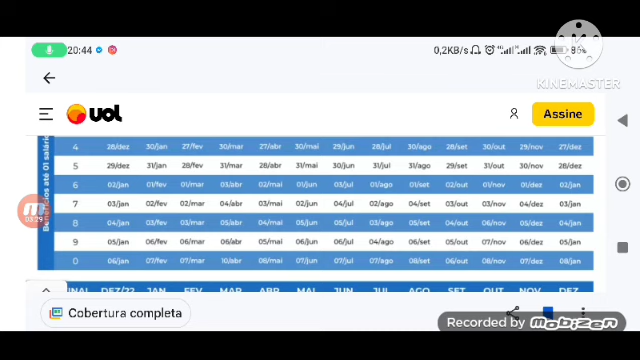 20:44 0,2KB/s 86%
KINEMASTER
UOL Assine
Benefícios até 01 salári
4 28/dez 30/jan 27/fev 30/mar 27/abr 30/mai 29/jun 28/jul 30/ago 28/set 30/out 29/nov 27/dez
5 29/dez 31/jan 28/fev 31/mar 28/abr 31/mai 30/jun 31/jul 31/ago 29/set 31/out 30/nov 28/dez
6 02/jan 01/fev 01/mar 03/abr 02/mai 01/jun 03/jul 01/ago 01/set 02/out 01/nov 01/dez 02/jan
7 03/jan 02/fev 02/mar 04/abr 03/mai 02/jun 04/jul 02/ago 04/set 03/out 03/nov 04/dez 03/jan
03:29
8 04/jan 03/fev 03/mar 05/abr 04/mai 05/jun 05/jul 03/ago 05/set 04/out 06/nov 05/dez 04/jan
9 05/jan 06/fev 06/mar 06/abr 05/mai 06/jun 06/jul 04/ago 06/set 05/out 07/nov 06/dez 05/jan
0 06/jan 07/fev 07/mar 10/abr 08/mai 07/jun 07/jul 07/ago 08/set 06/out 08/nov 07/dez 08/jan
INAL DEZ/22 JAN FEV MAR ABR MAI JUN JUL AGO SET OUT NOV DEZ
Cobertura completa
Recorded by mobizen